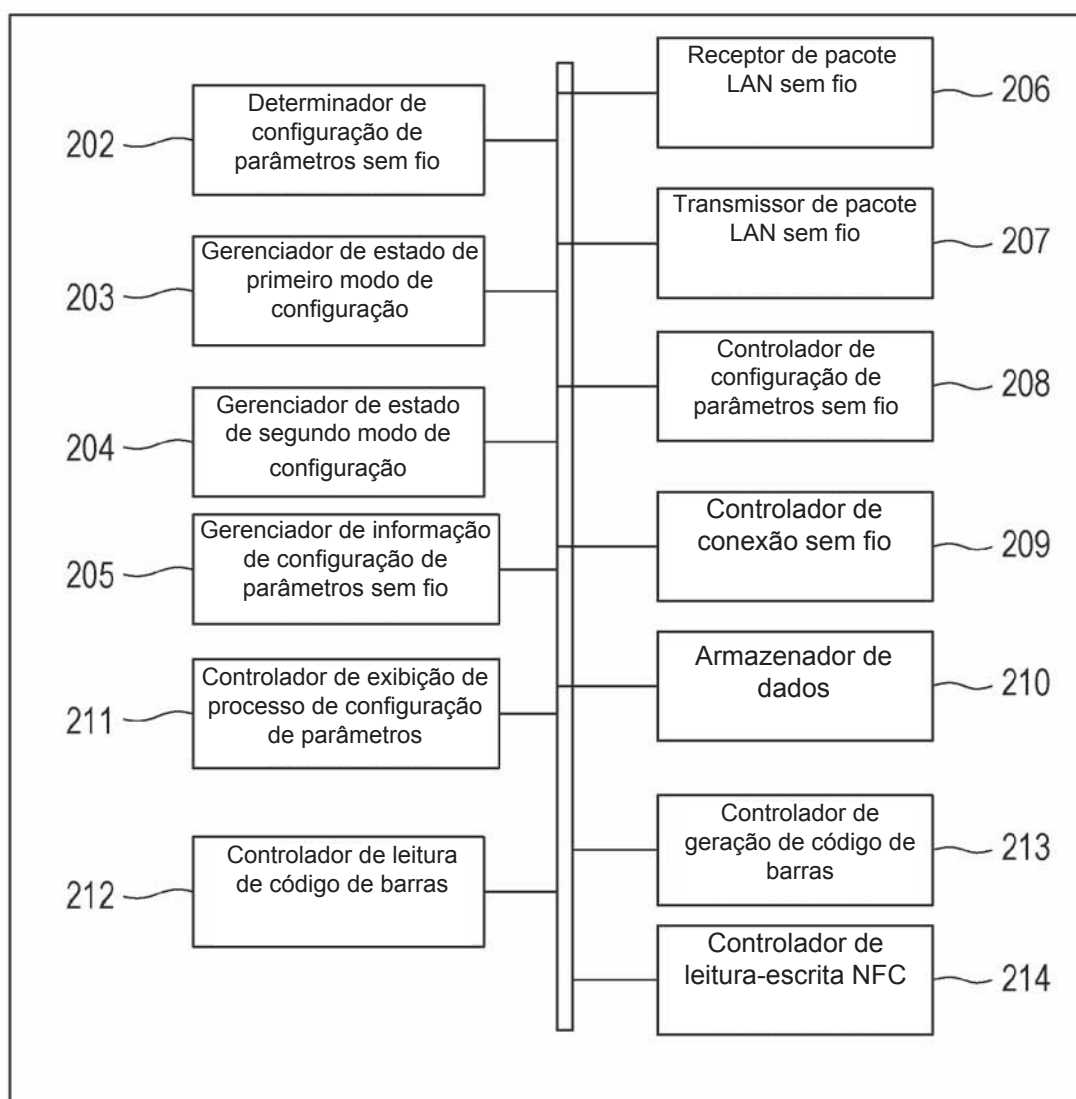 202
Determinador de
configuração de
parâmetros sem fio
203
Gerenciador de estado de
primeiro modo de
configuração
204
Gerenciador de estado
de segundo modo de
configuração
205
Gerenciador de informação
de configuração de
parâmetros sem fio
211
Controlador de exibição de
processo de configuração
de parâmetros
212
Controlador de leitura
de código de barras
Receptor de pacote
LAN sem fio
206
Transmissor de pacote
LAN sem fio
207
Controlador de
configuração de
parâmetros sem fio
208
Controlador de
conexão sem fio
209
Armazenador de
dados
210
Controlador de
geração de código de
barras
213
Controlador de
leitura-escrita NFC
214